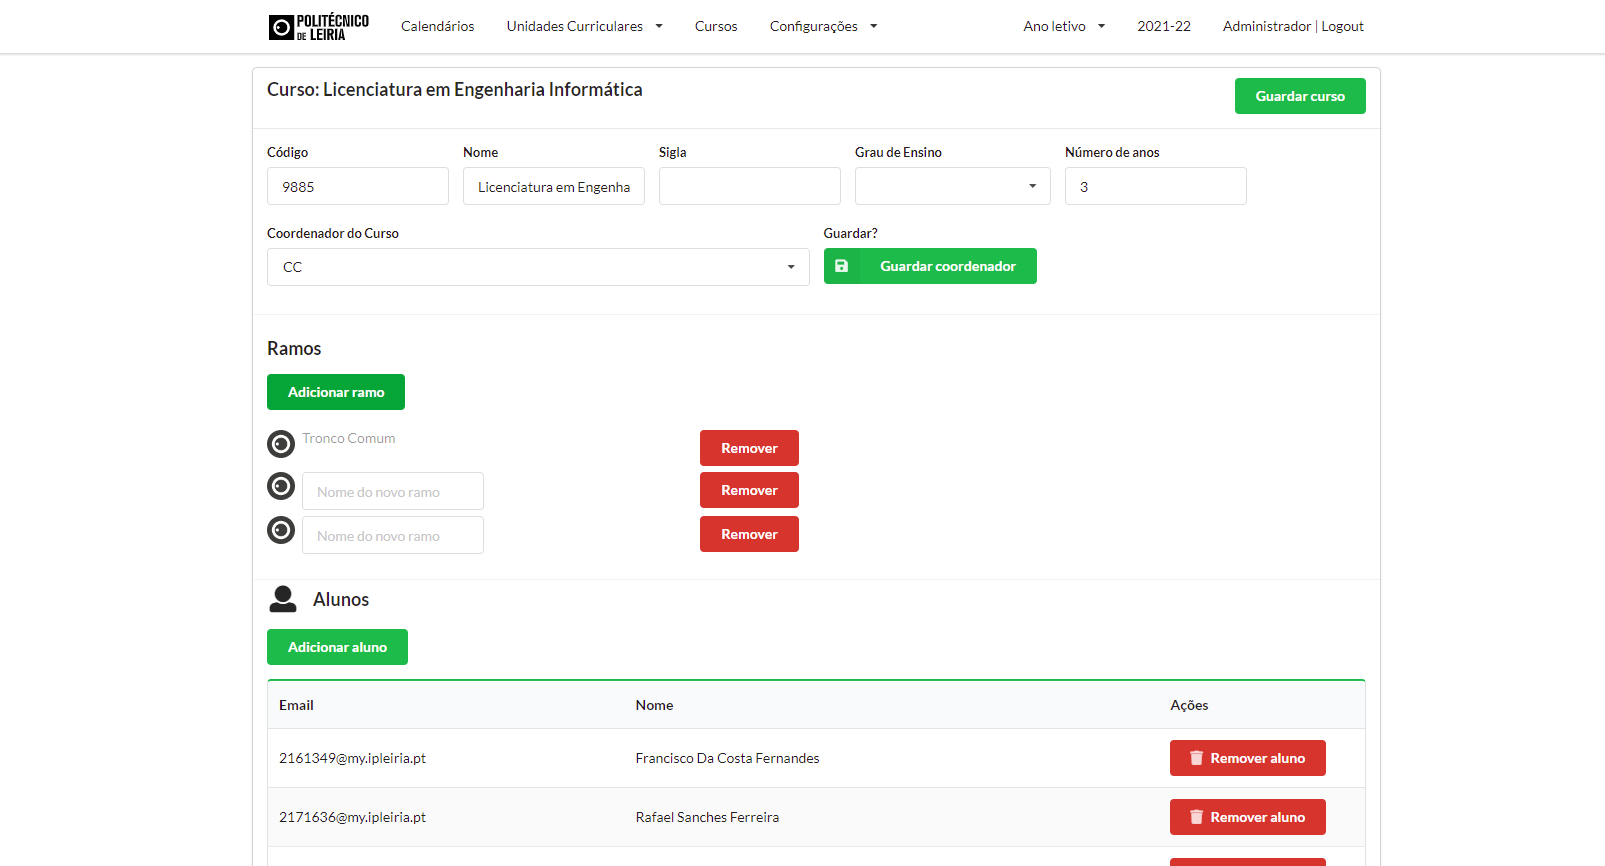 POLITÉCNICO
DE LEIRIA
Calendários Unidades Curriculares Cursos Configurações Ano letivo 2021-22 Administrador | Logout
Curso: Licenciatura em Engenharia Informática Guardar curso
Código Nome Sigla Grau de Ensino Número de anos
9885 Licenciatura em Engenha 3
Coordenador do Curso Guardar?
CC Guardar coordenador
Ramos
Adicionar ramo
Tronco Comum Remover
Nome do novo ramo Remover
Nome do novo ramo Remover
Alunos
Adicionar aluno
Email Nome Ações
2161349@my.ipleiria.pt Francisco Da Costa Fernandes Remover aluno
2171636@my.ipleiria.pt Rafael Sanches Ferreira Remover aluno